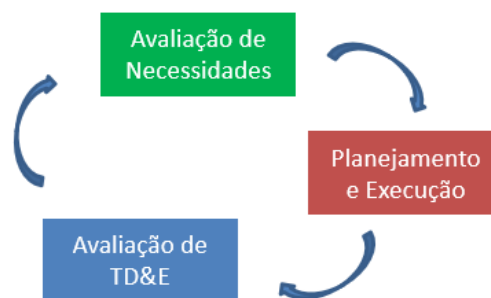 Avaliação de
Necessidades
Planejamento
e Execução
Avaliação de
TD&E